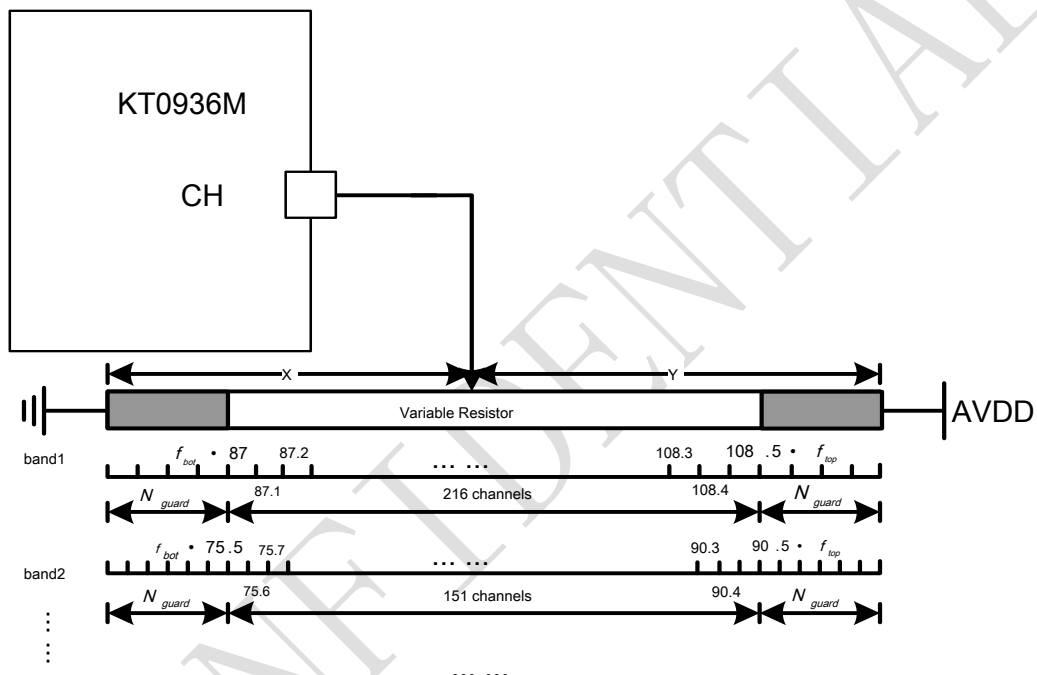 KT0936M
CH
X
Y
Variable Resistor
AVDD
band1
f bot • 87
87.2
... ...
108.3
108 .5 • f top
N guard
87.1
216 channels
108.4
N guard
band2
f bot • 75.5
75.7
... ...
90.3
90 .5 • f top
N guard
75.6
151 channels
90.4
N guard
... ...
NFIDENTIAL